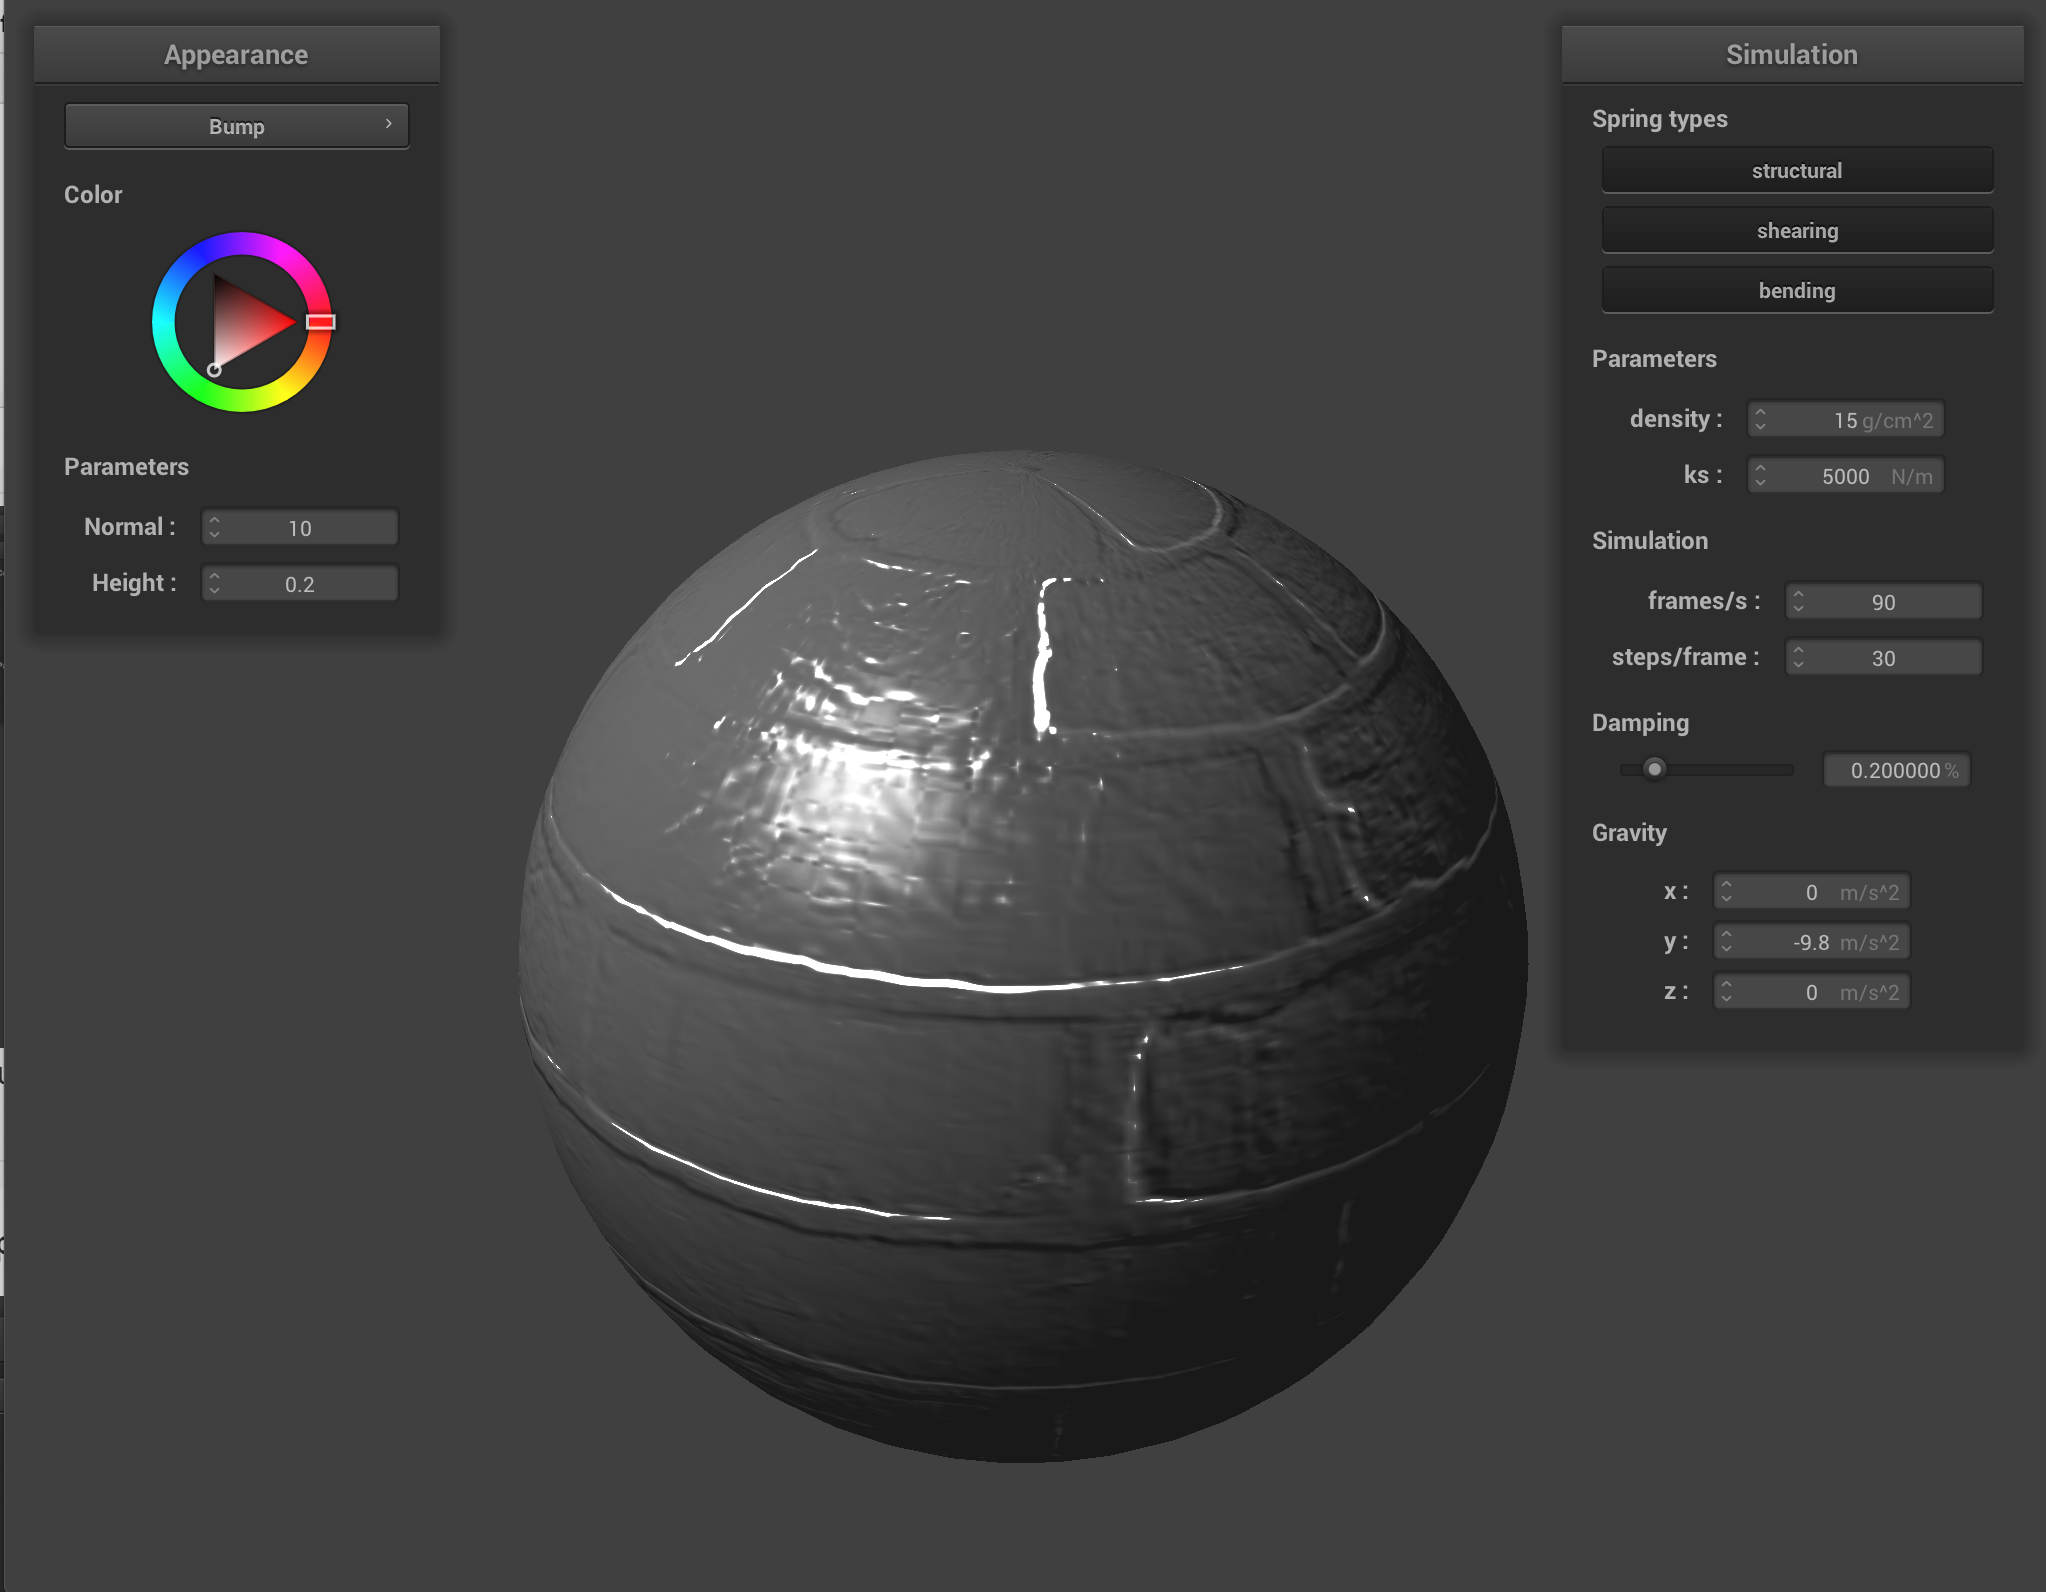 Appearance
Bump
Color
Parameters
Normal : 10
Height : 0.2
Simulation
Spring types
structural
shearing
bending
Parameters
density : 15 g/cm^2
ks : 5000 N/m
Simulation
frames/s : 90
steps/frame : 30
Damping
0.200000 %
Gravity
x : 0 m/s^2
y : -9.8 m/s^2
z : 0 m/s^2